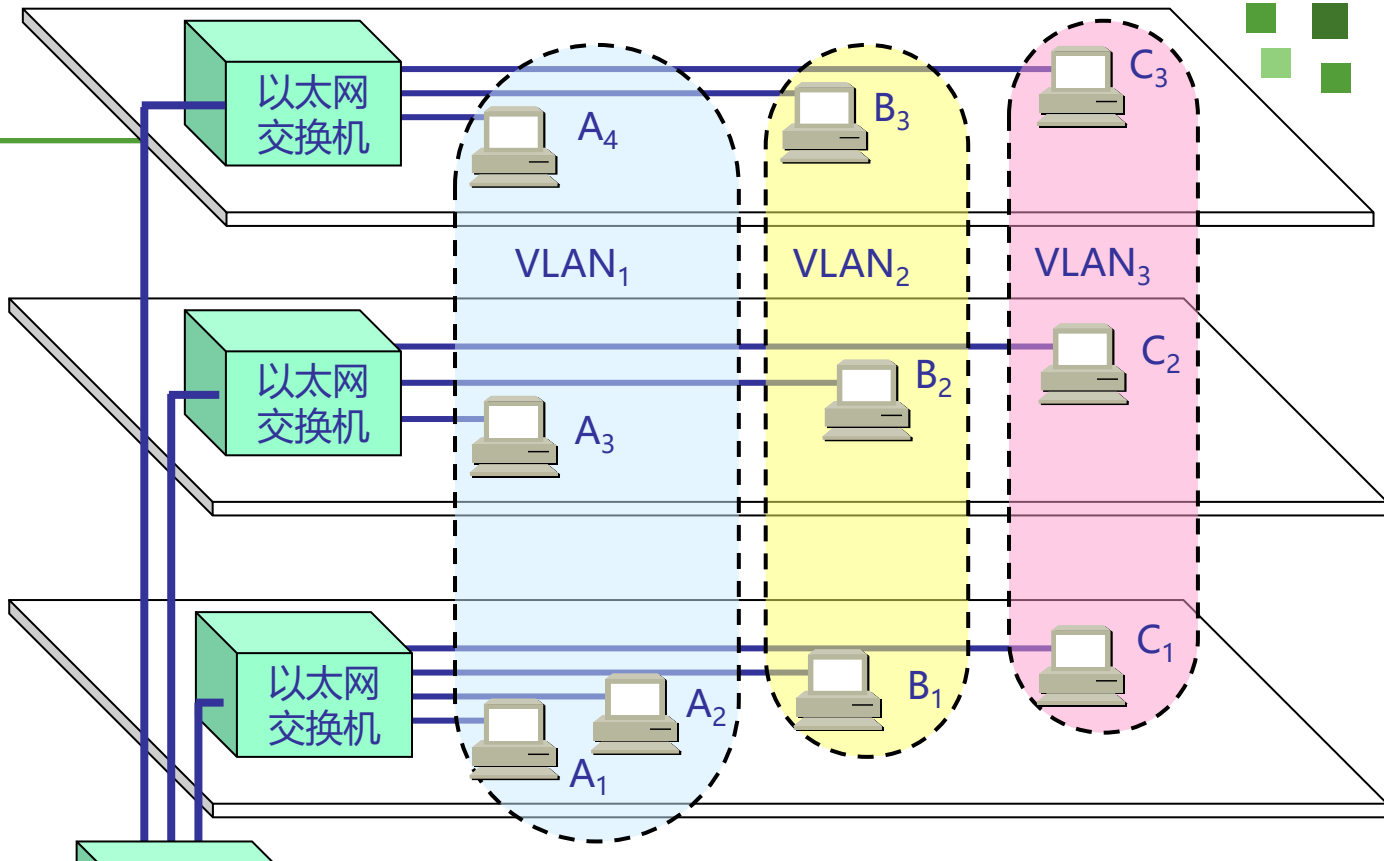 以太网
交换机
A₄
B₃
C₃
VLAN₁
VLAN₂
VLAN₃
以太网
交换机
A₃
B₂
C₂
以太网
交换机
A₁
A₂
B₁
C₁